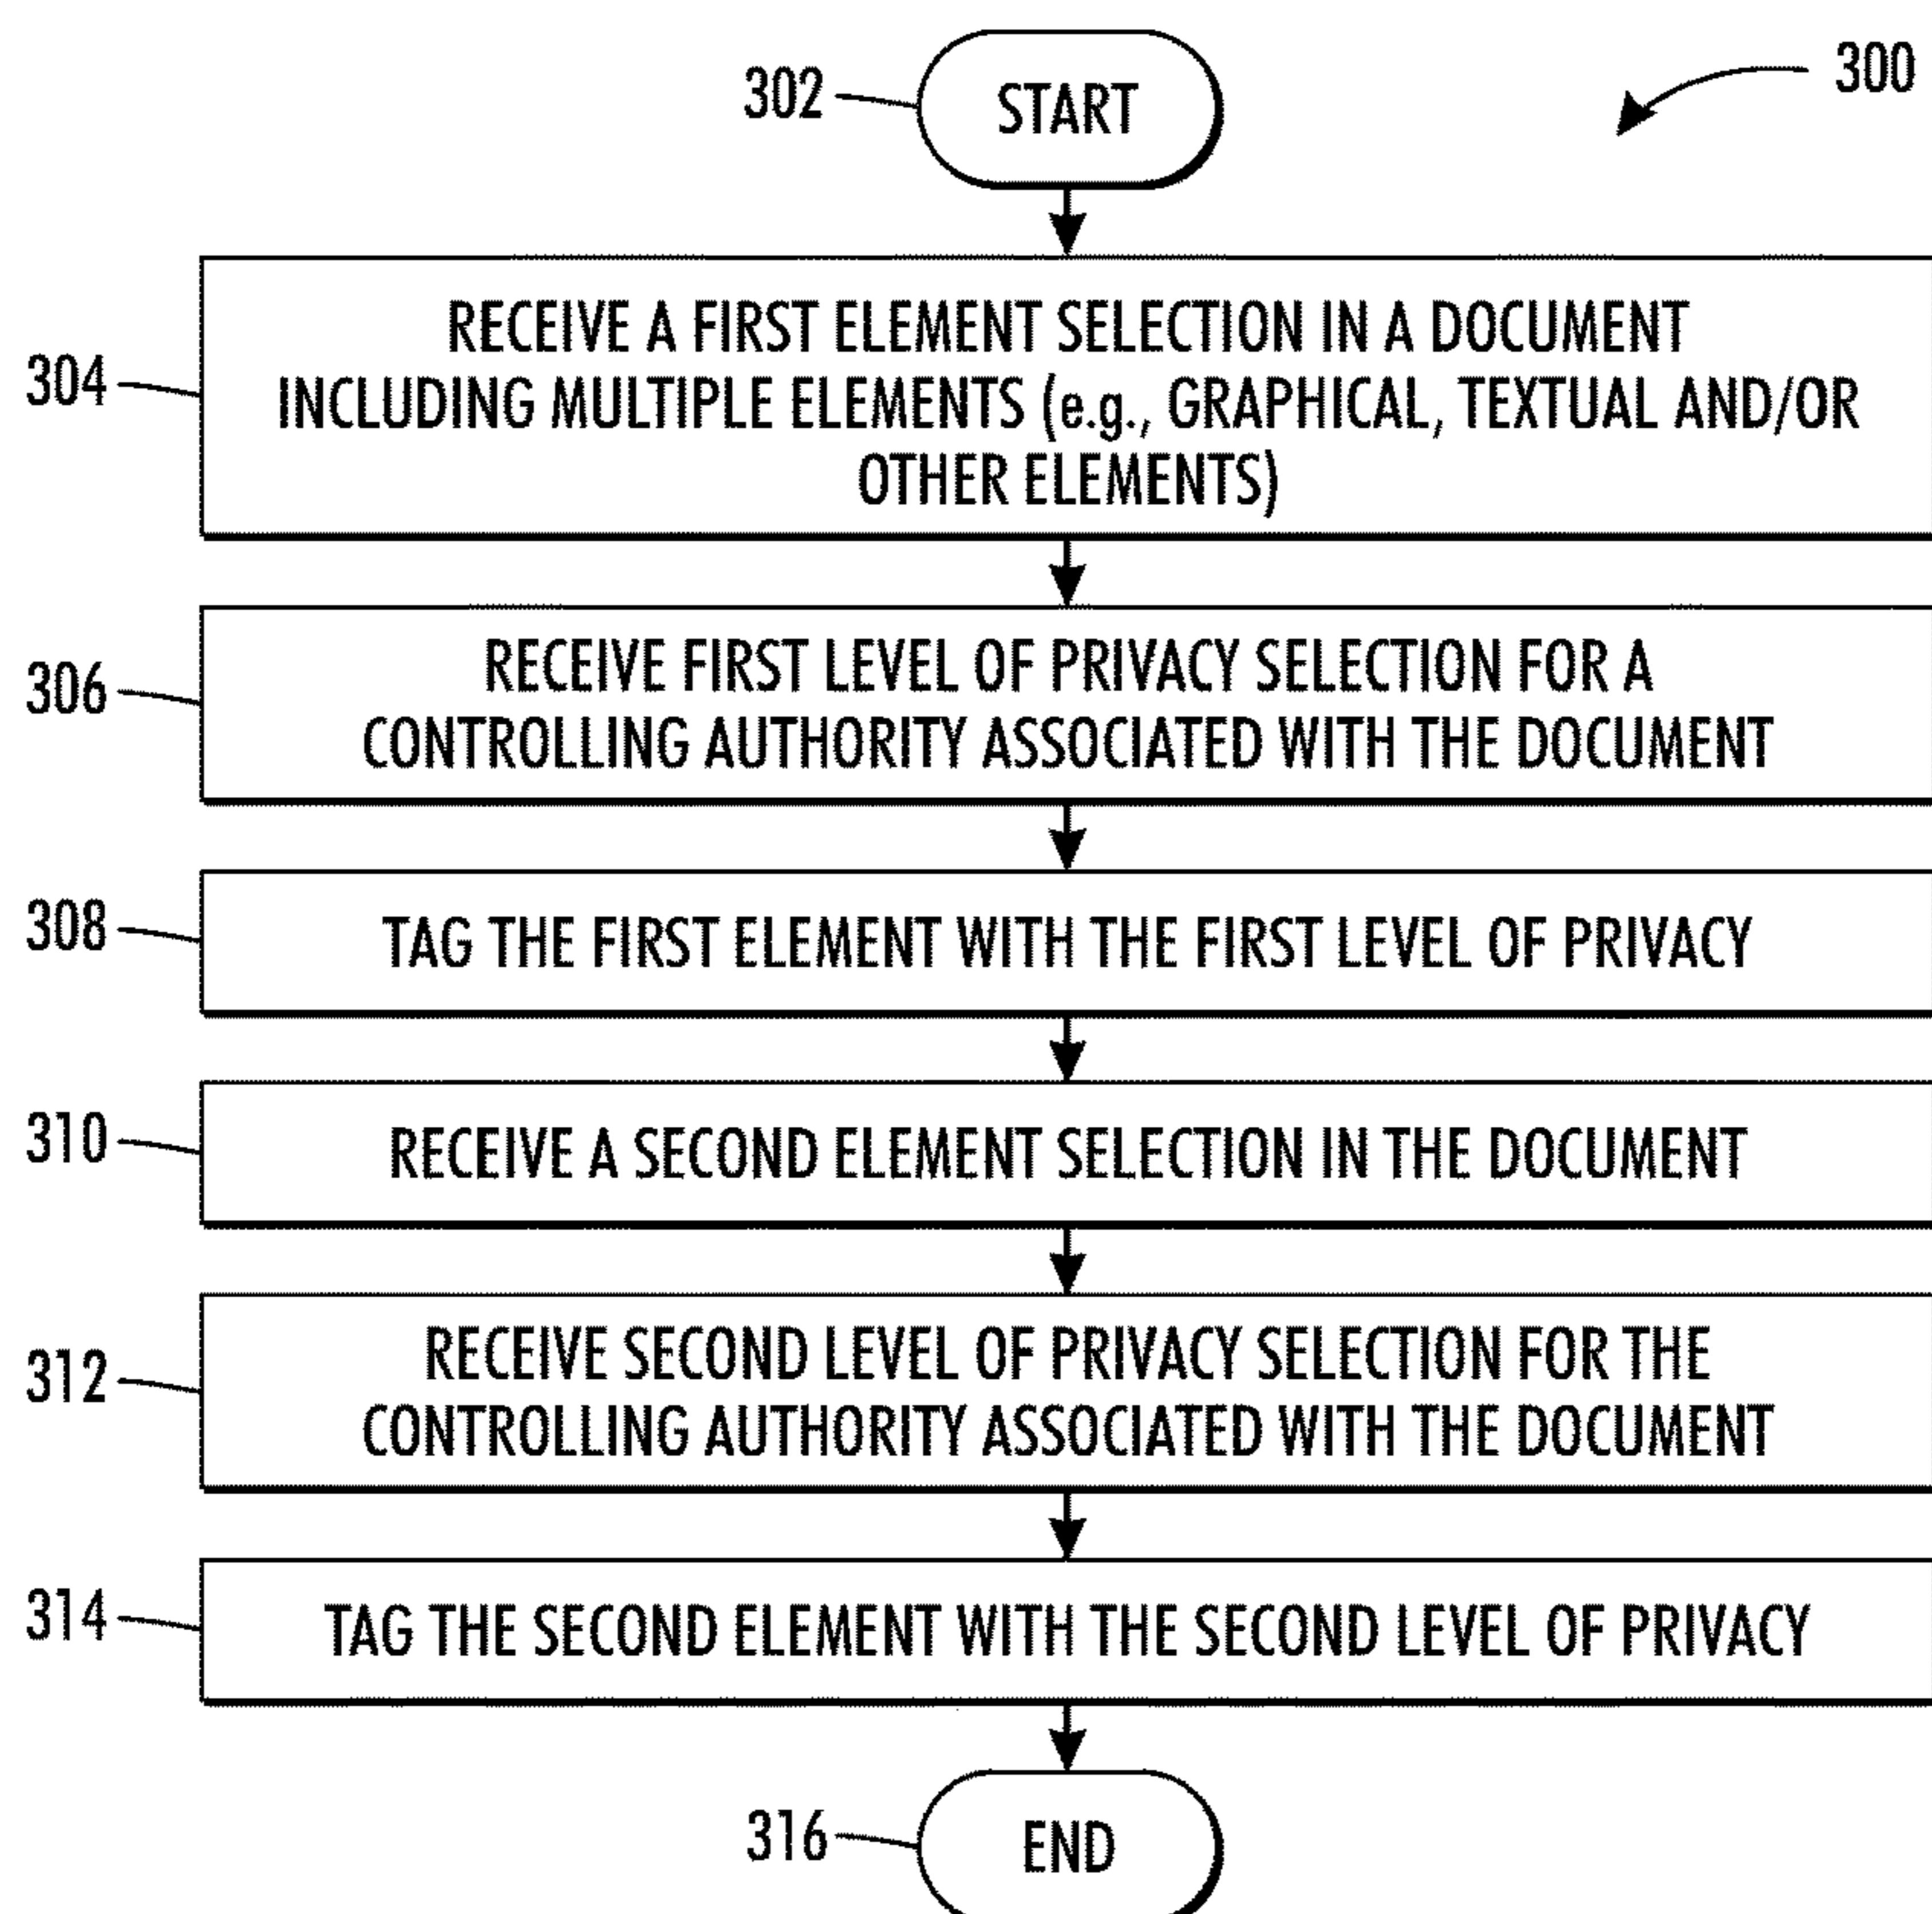 302
START
300
304
RECEIVE A FIRST ELEMENT SELECTION IN A DOCUMENT
INCLUDING MULTIPLE ELEMENTS (e.g., GRAPHICAL, TEXTUAL AND/OR
OTHER ELEMENTS)
306
RECEIVE FIRST LEVEL OF PRIVACY SELECTION FOR A
CONTROLLING AUTHORITY ASSOCIATED WITH THE DOCUMENT
308
TAG THE FIRST ELEMENT WITH THE FIRST LEVEL OF PRIVACY
310
RECEIVE A SECOND ELEMENT SELECTION IN THE DOCUMENT
312
RECEIVE SECOND LEVEL OF PRIVACY SELECTION FOR THE
CONTROLLING AUTHORITY ASSOCIATED WITH THE DOCUMENT
314
TAG THE SECOND ELEMENT WITH THE SECOND LEVEL OF PRIVACY
316
END